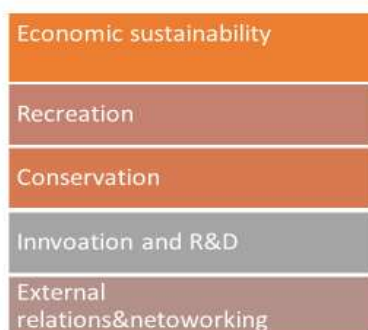 Economic sustainability
Recreation
Conservation
Innvoation and R&D
External
relations&netoworking